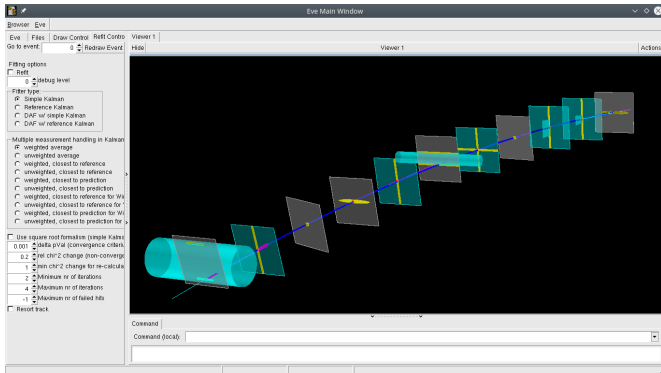 Eve Main Window
Browser Eve
Eve Files Draw Control Refit Contro Viewer 1
Go to event: 0 Redraw Event Hide Viewer 1 Actions
Fitting options
Refit
0 debug level
Fitter type:
Simple Kalman
Reference Kalman
DAF w/ simple Kalman
DAF w/ reference Kalman
Multiple measurement handling in Kalman
weighted average
unweighted average
weighted, closest to reference
unweighted, closest to reference
weighted, closest to prediction
unweighted, closest to prediction
weighted, closest to reference for Wi
unweighted, closest to reference for
weighted, closest to prediction for Wi
unweighted, closest to prediction for
Use square root formalism (simple Kalma
0.001 delta pVal (convergence criteriu
0.2 rel chi^2 change (non-converge
1 min chi^2 change for re-calcula
2 Minimum nr of iterations
4 Maximum nr of iterations
-1 Maximum nr of failed hits
Resort track
Command
Command (local):